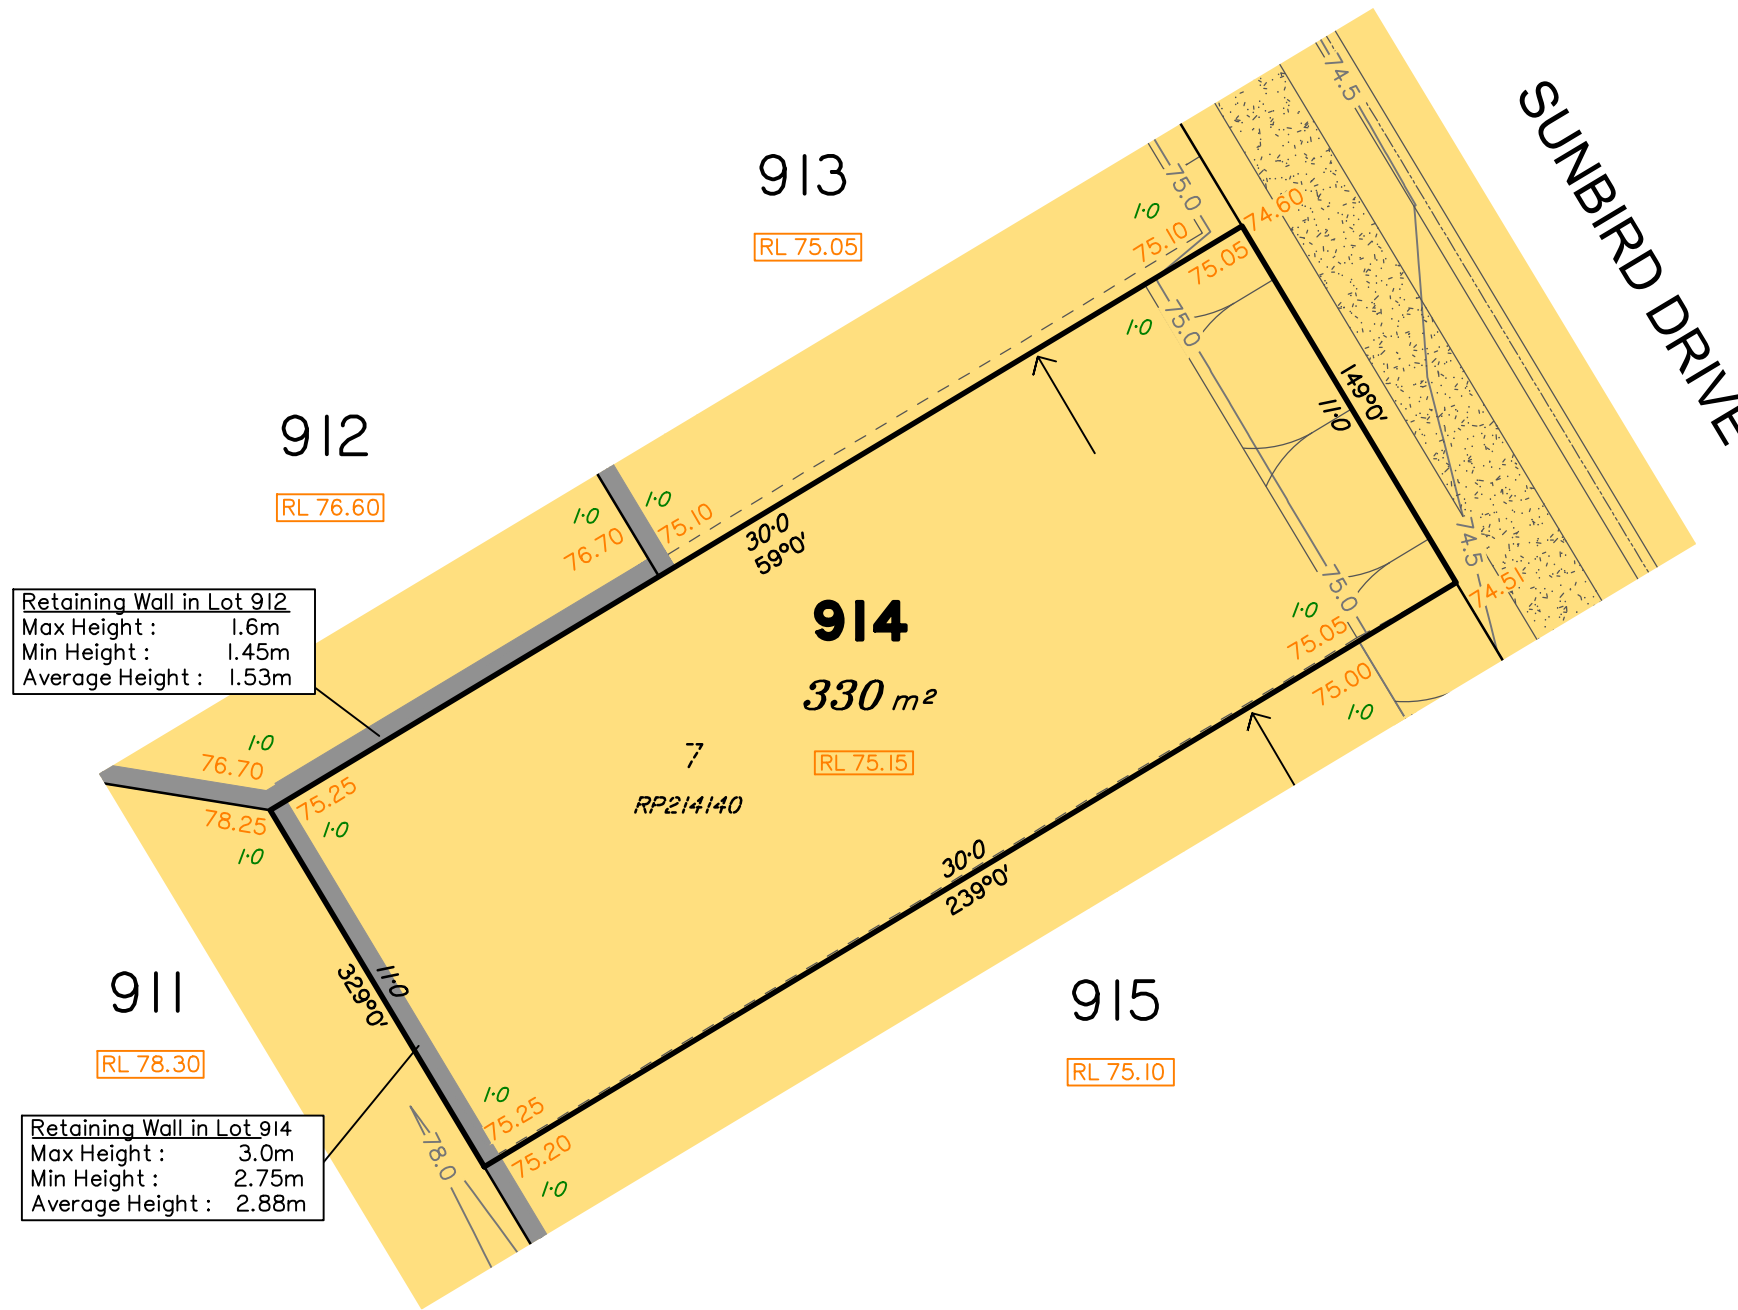 SUNBIRD DRIVE
74.5
913
RL 75.05
75.0
1·0
75.10
74.60
75.05
1·0
75.0
149°0'
11·0
912
RL 76.60
1·0
1·0
75.10
76.70
30·0
59°0'
74.5
74.51
75.0
1·0
75.05
75.00
1·0
914
330 m²
RL 75.15
7
RP214140
Retaining Wall in Lot 912
Max Height : 1.6m
Min Height : 1.45m
Average Height : 1.53m
1·0
76.70
75.25
78.25
1·0
1·0
30·0
239°0'
911
RL 78.30
11·0
329°0'
915
RL 75.10
1·0
75.25
75.20
1·0
78.0
Retaining Wall in Lot 914
Max Height : 3.0m
Min Height : 2.75m
Average Height : 2.88m